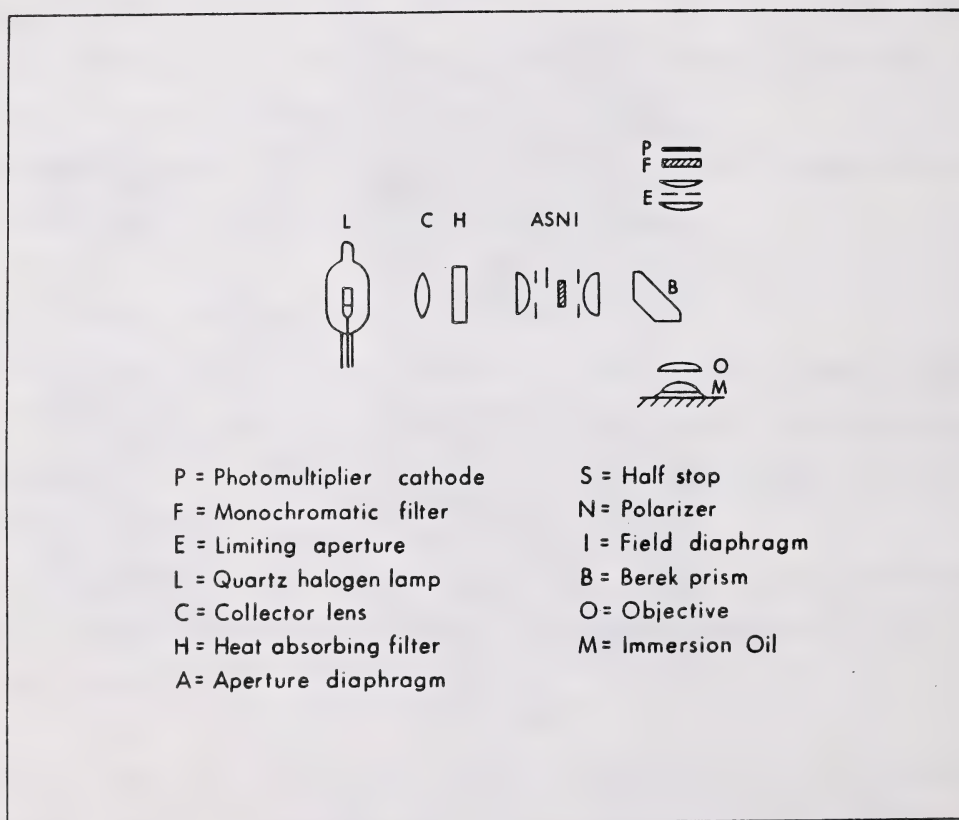 P
F
E
L C H ASNI
B
O
M
P = Photomultiplier cathode
F = Monochromatic filter
E = Limiting aperture
L = Quartz halogen lamp
C = Collector lens
H = Heat absorbing filter
A = Aperture diaphragm
S = Half stop
N = Polarizer
I = Field diaphragm
B = Berek prism
O = Objective
M = Immersion Oil